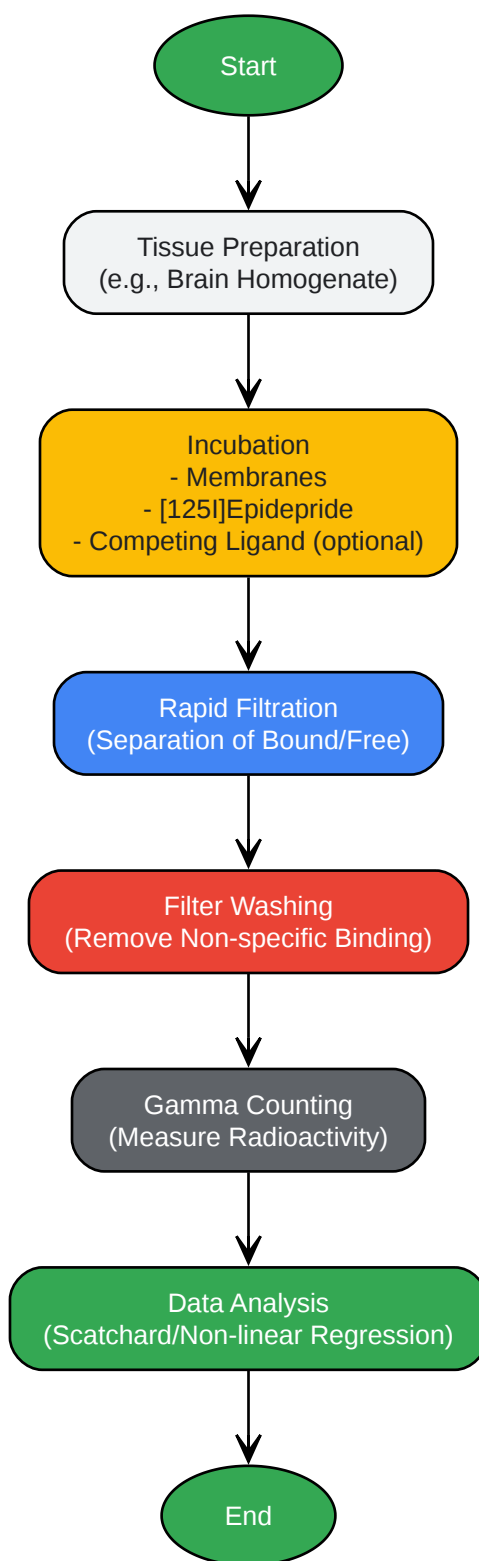 Start
Tissue Preparation
(e.g., Brain Homogenate)
Incubation
- Membranes
- [125I]Epidepride
- Competing Ligand (optional)
Rapid Filtration
(Separation of Bound/Free)
Filter Washing
(Remove Non-specific Binding)
Gamma Counting
(Measure Radioactivity)
Data Analysis
(Scatchard/Non-linear Regression)
End